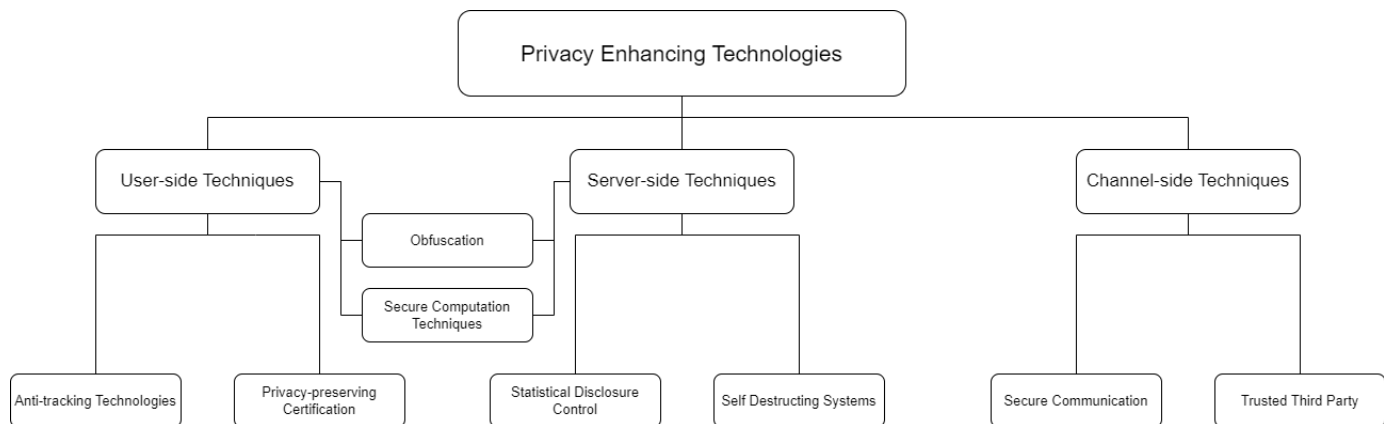 Privacy Enhancing Technologies
User-side Techniques
Server-side Techniques
Channel-side Techniques
Obfuscation
Secure Computation
Techniques
Anti-tracking Technologies
Privacy-preserving
Certification
Statistical Disclosure
Control
Self Destructing Systems
Secure Communication
Trusted Third Party